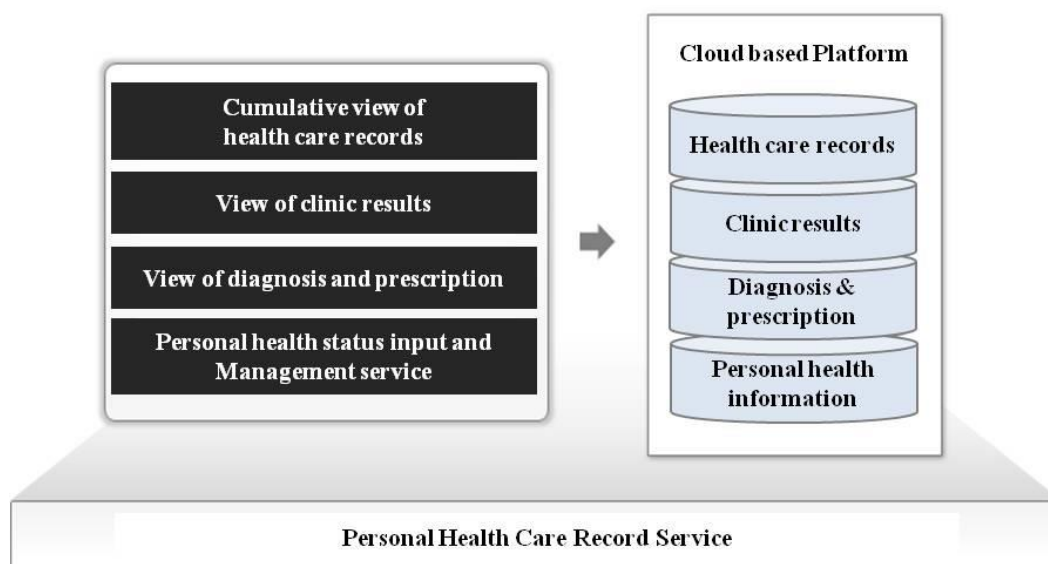 Cumulative view of
health care records
View of clinic results
View of diagnosis and prescription
Personal health status input and
Management service
Cloud based Platform
Health care records
Clinic results
Diagnosis &
prescription
Personal health
information
Personal Health Care Record Service